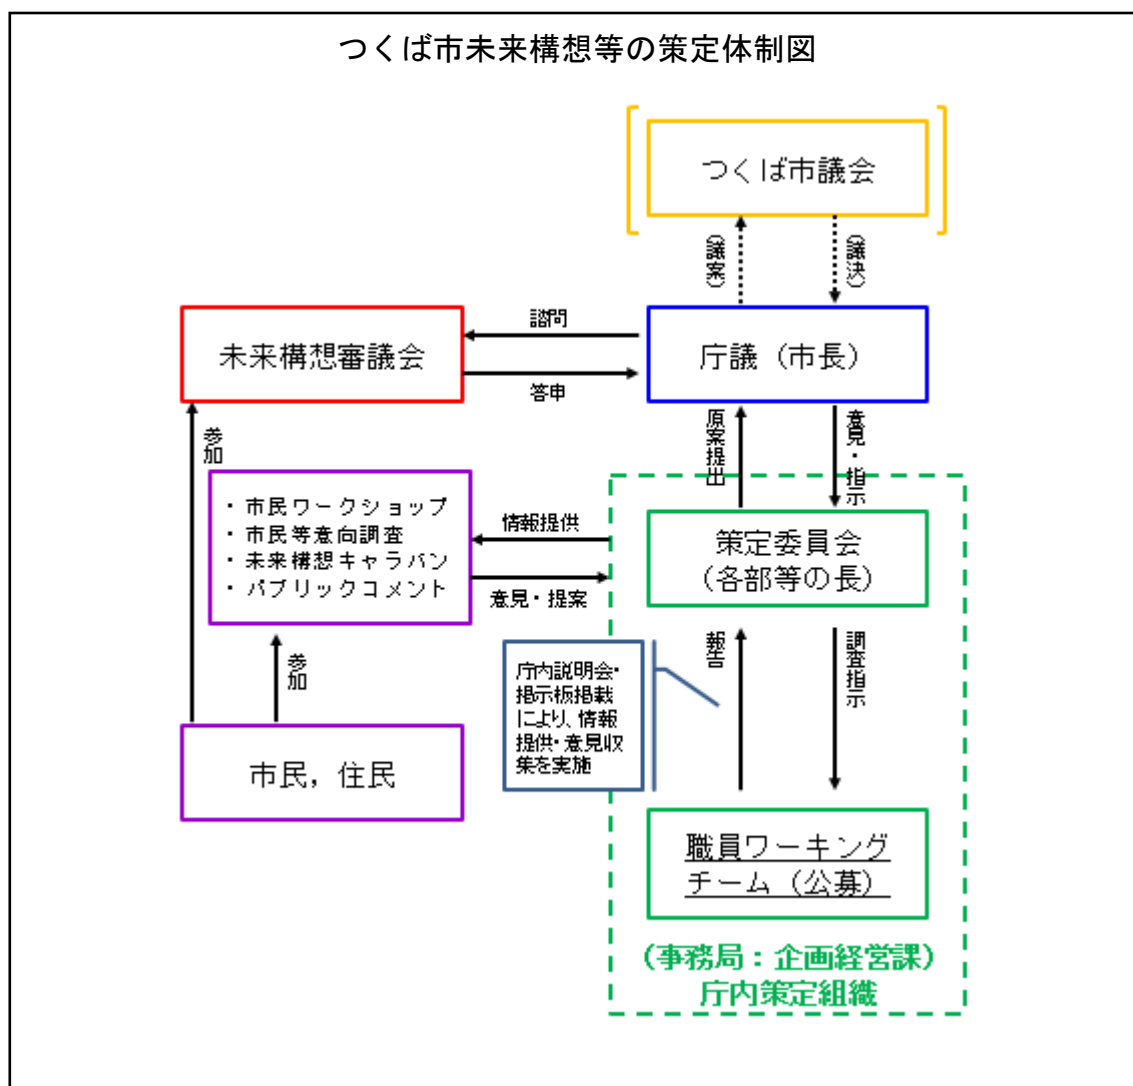 つくば市未来構想等の策定体制図
つくば市議会
（議案）
（議決）
未来構想審議会
諮問
答申
庁議（市長）
参加
原案提出
意見・指示
・市民ワークショップ
・市民等意向調査
・未来構想キャラバン
・パブリックコメント
情報提供
意見・提案
策定委員会
（各部等の長）
参加
庁内説明会・
掲示板掲載
により、情報
提供・意見収
集を実施
報告
調査指示
市民，住民
職員ワーキング
チーム（公募）
（事務局：企画経営課）
庁内策定組織